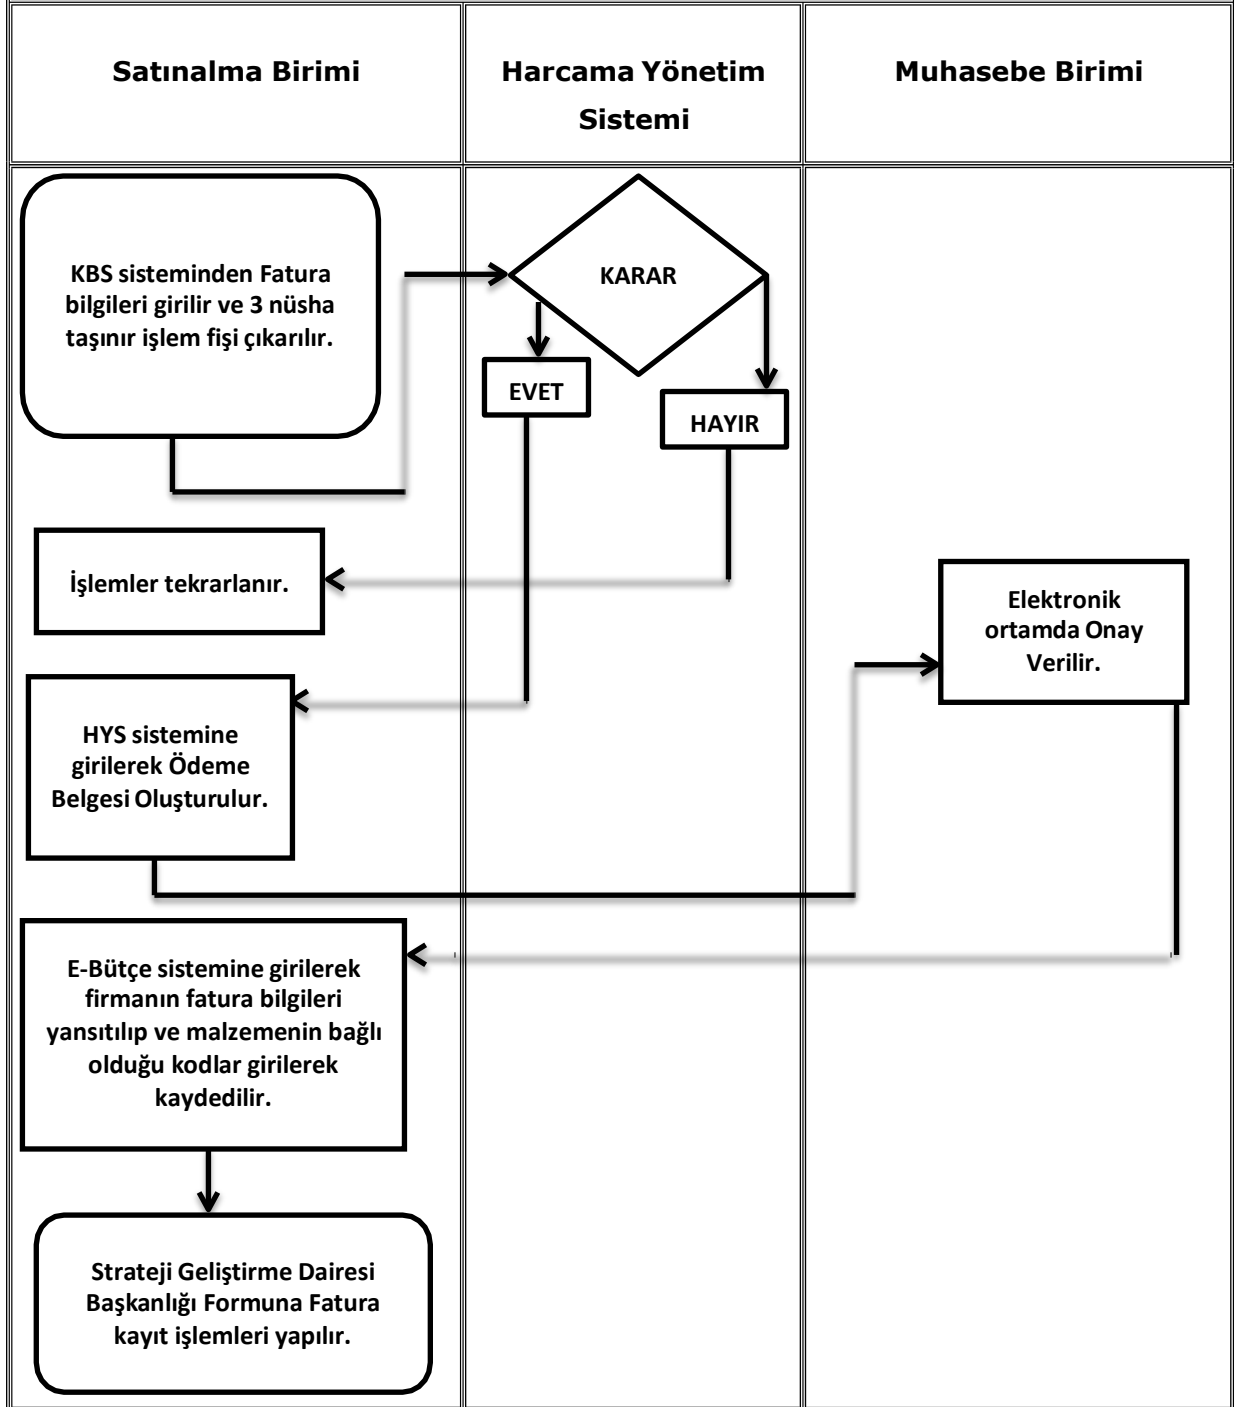 Satınalma Birimi
Harcama Yönetim
Sistemi
Muhasebe Birimi
KBS sisteminden Fatura
bilgileri girilir ve 3 nüsha
taşınır işlem fişi çıkarılır.
KARAR
EVET
HAYIR
İşlemler tekrarlanır.
Elektronik
ortamda Onay
Verilir.
HYS sistemine
girilerek Ödeme
Belgesi Oluşturulur.
E-Bütçe sistemine girilerek
firmanın fatura bilgileri
yansıtılıp ve malzemenin bağlı
olduğu kodlar girilerek
kaydedilir.
Strateji Geliştirme Dairesi
Başkanlığı Formuna Fatura
kayıt işlemleri yapılır.